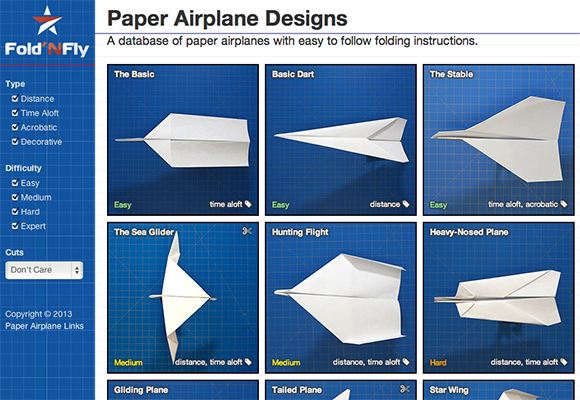 Fold'NFly
Type
Distance
Time Aloft
Acrobatic
Decorative
Difficulty
Easy
Medium
Hard
Expert
Cuts
Don't Care
Copyright © 2013
Paper Airplane Links
Paper Airplane Designs
A database of paper airplanes with easy to follow folding instructions.
The Basic
Easy
time aloft
Basic Dart
Easy
distance
The Stable
Easy
time aloft, acrobatic
The Sea Glider
Medium
distance, time aloft
Hunting Flight
Medium
distance, time aloft
Heavy-Nosed Plane
Hard
distance, time aloft
Gliding Plane
Tailed Plane
Star Wing